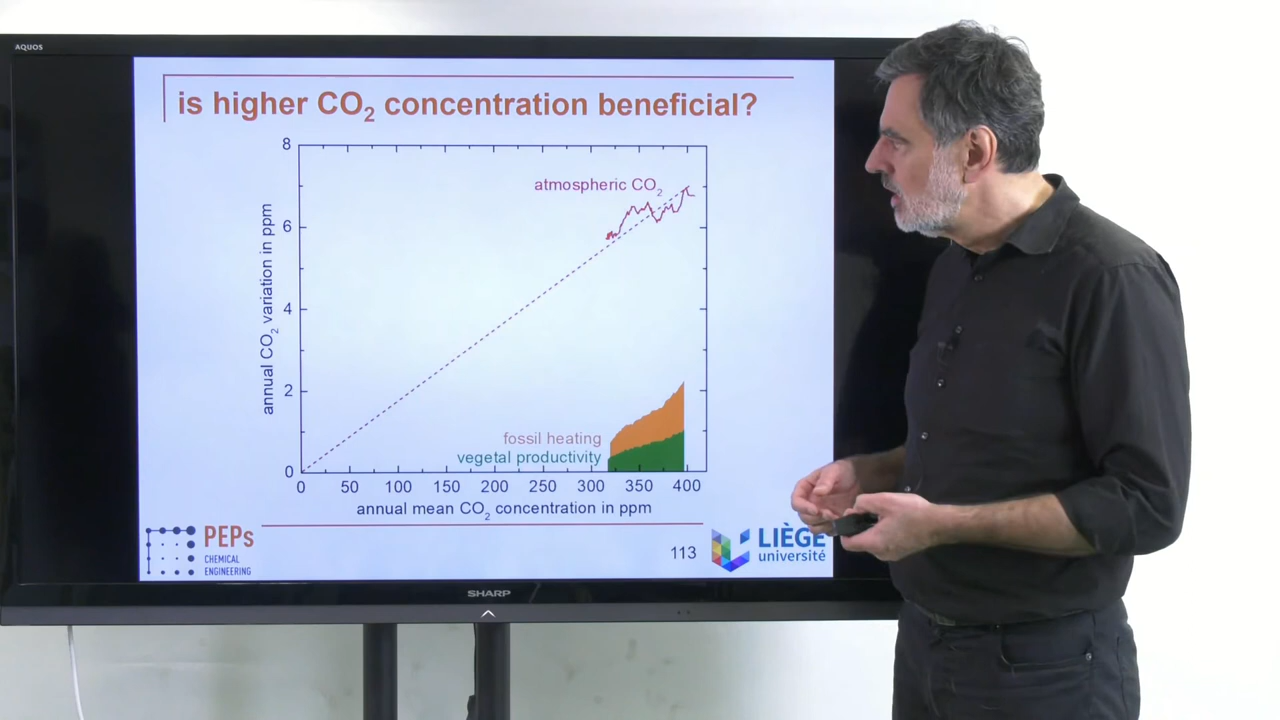 AQUOS
is higher CO2 concentration beneficial?
8
6
4
2
0
annual CO2 variation in ppm
atmospheric CO2
fossil heating
vegetal productivity
0 50 100 150 200 250 300 350 400
annual mean CO2 concentration in ppm
PEPs
CHEMICAL
ENGINEERING
113
LIÈGE
université
SHARP